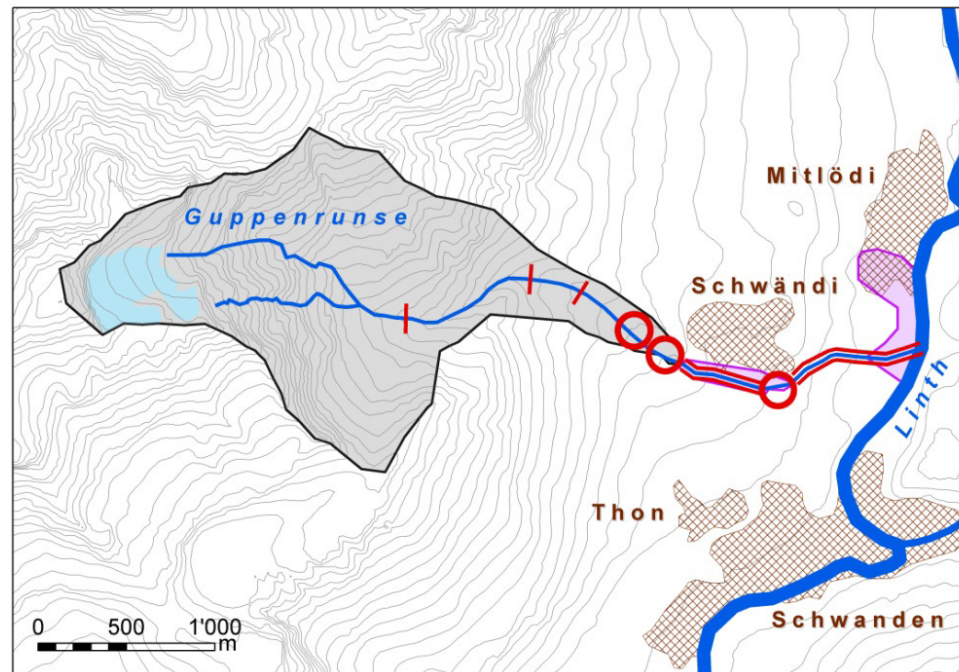 Mitlödi
Guppenrunse
Schwändi
Linth
Thon
Schwanden
0 500 1'000
m